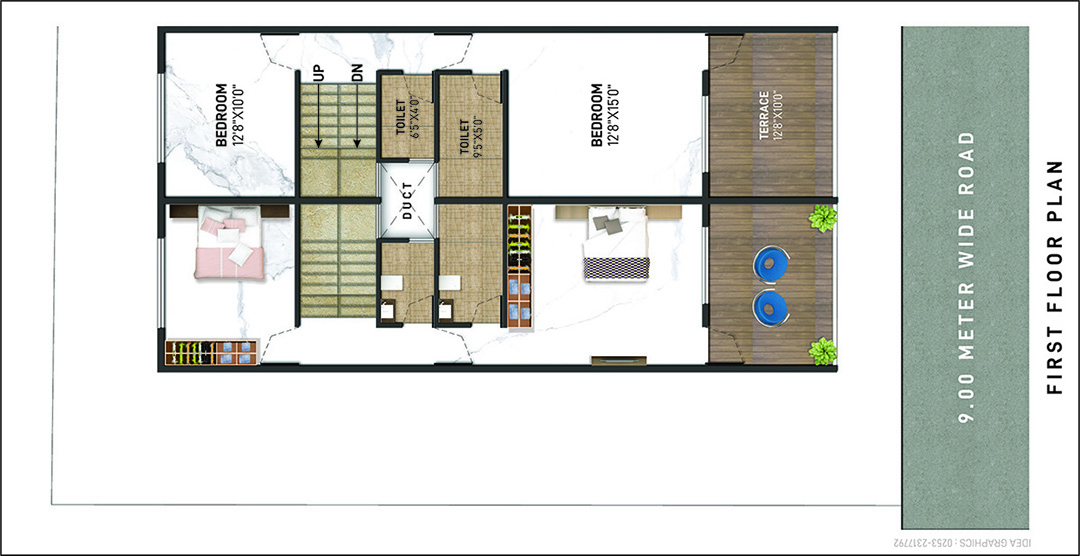 BEDROOM
12'8"X10'0"
UP
DN
TOILET
6'5"X4'0"
TOILET
9'5"X5'0"
DUCT
BEDROOM
12'8"X15'0"
TERRACE
12'8"X10'0"
9.00 METER WIDE ROAD
FIRST FLOOR PLAN
IDEA GRAPHICS : 0253-2317792